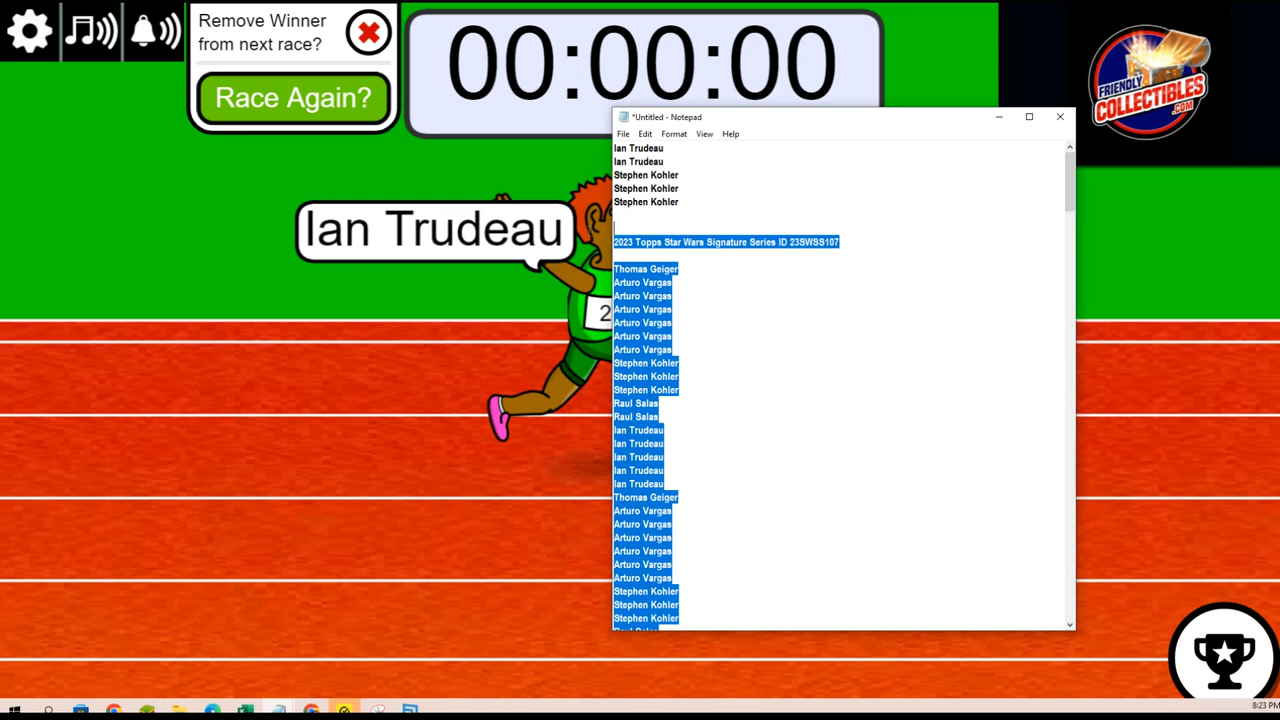 Remove Winner
from next race?
Race Again?
00:00:00
FRIENDLY
COLLECTIBLES
.COM
Ian Trudeau
2
*Untitled - Notepad
File Edit Format View Help
Ian Trudeau
Ian Trudeau
Stephen Kohler
Stephen Kohler
Stephen Kohler
2023 Topps Star Wars Signature Series ID 23SWSS107
Thomas Geiger
Arturo Vargas
Arturo Vargas
Arturo Vargas
Arturo Vargas
Arturo Vargas
Arturo Vargas
Stephen Kohler
Stephen Kohler
Stephen Kohler
Raul Salas
Raul Salas
Ian Trudeau
Ian Trudeau
Ian Trudeau
Ian Trudeau
Ian Trudeau
Thomas Geiger
Arturo Vargas
Arturo Vargas
Arturo Vargas
Arturo Vargas
Arturo Vargas
Arturo Vargas
Stephen Kohler
Stephen Kohler
Stephen Kohler
8:23 PM